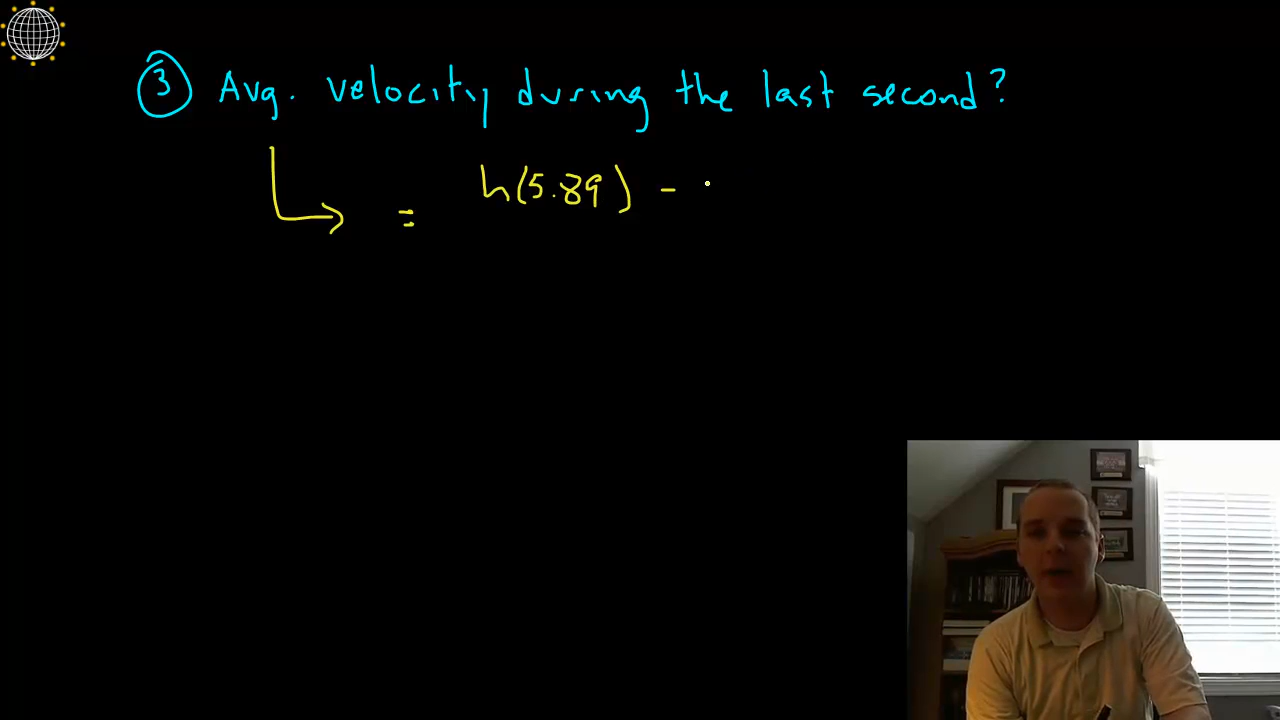 ③ Avg. velocity during the last second?
= h(5.89) -